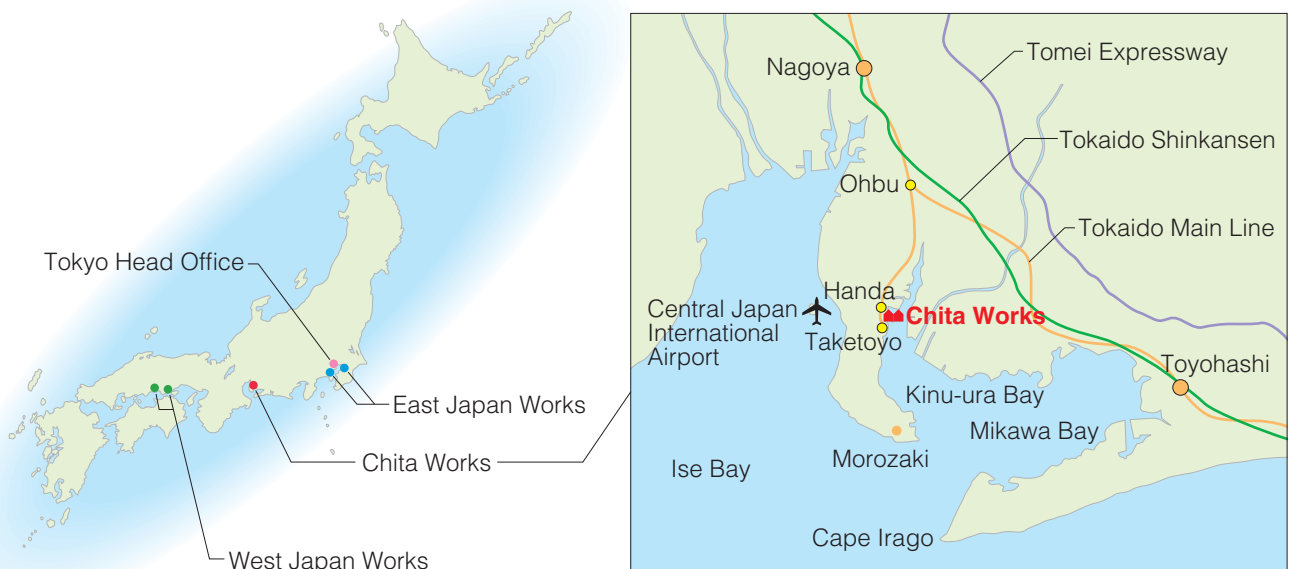 Tokyo Head Office
East Japan Works
Chita Works
West Japan Works
Nagoya
Tomei Expressway
Tokaido Shinkansen
Ohbu
Tokaido Main Line
Handa
Central Japan
International
Airport
Chita Works
Taketoyo
Toyohashi
Kinu-ura Bay
Mikawa Bay
Morozaki
Ise Bay
Cape Irago